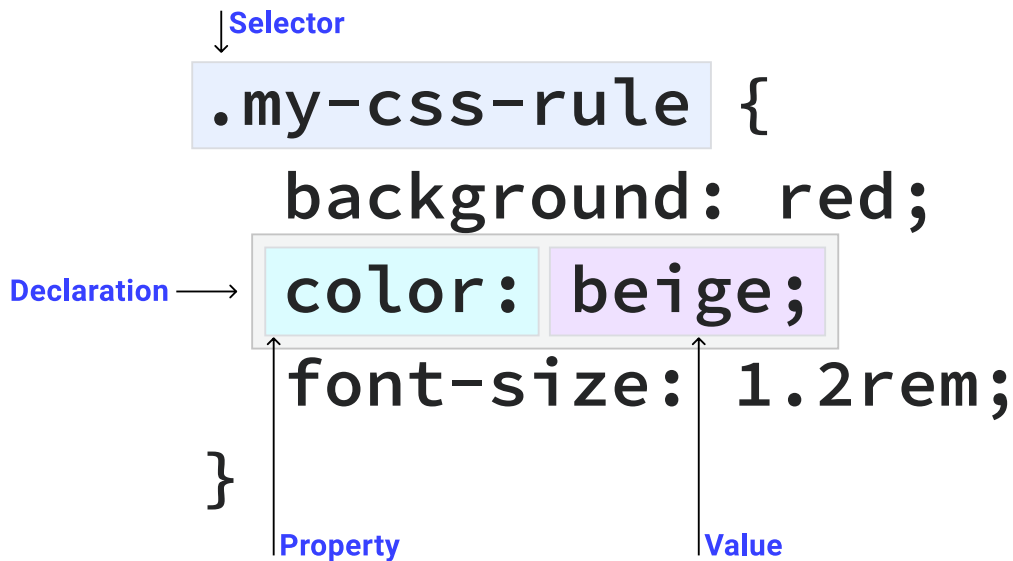 Selector
.my-css-rule {
background: red;
Declaration color: beige;
font-size: 1.2rem;
}
Property Value